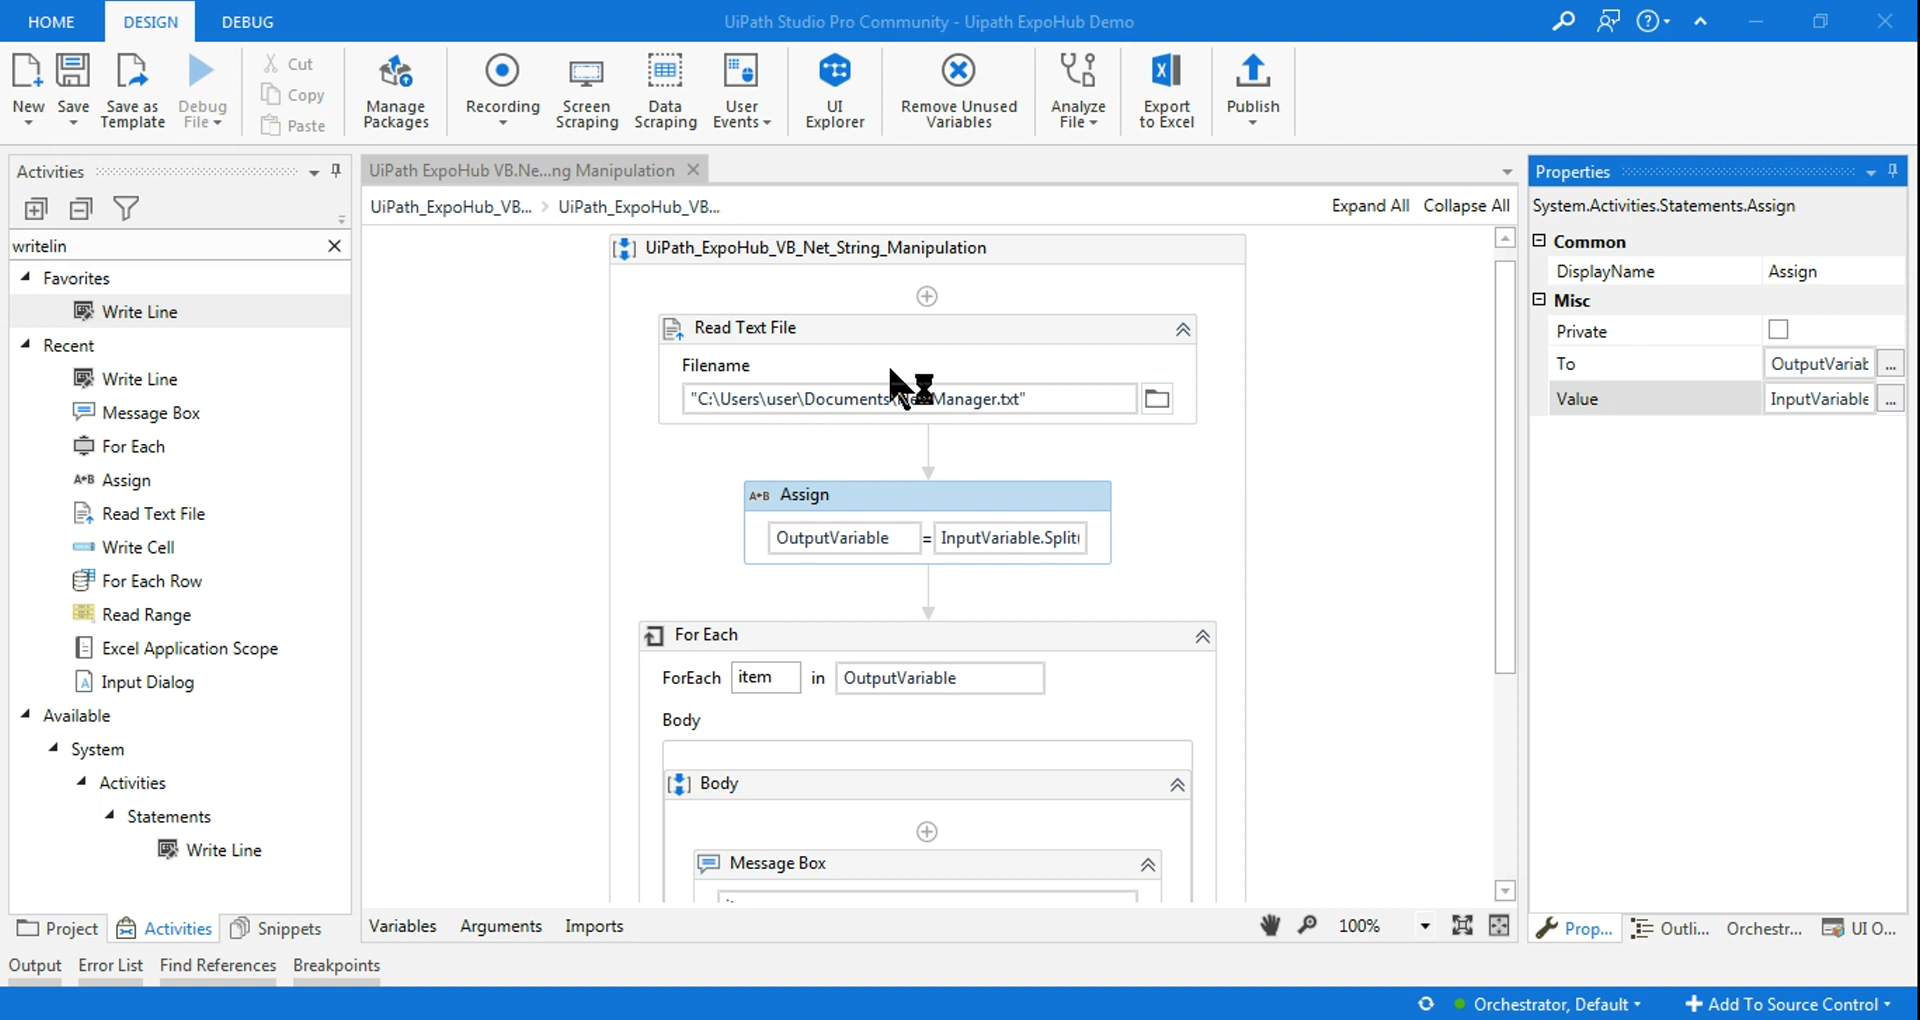 HOME DESIGN DEBUG UiPath Studio Pro Community - Uipath ExpoHub Demo
New Save Save as Template Debug File
Cut
Copy
Paste
Manage Packages
Recording Screen Scraping Data Scraping User Events
UI Explorer
Remove Unused Variables
Analyze File
Export to Excel
Publish
Activities
writelin
Favorites
Write Line
Recent
Write Line
Message Box
For Each
A+B Assign
Read Text File
Write Cell
For Each Row
Read Range
Excel Application Scope
Input Dialog
Available
System
Activities
Statements
Write Line
Project Activities Snippets
UiPath ExpoHub VB.Ne...ng Manipulation
UiPath_ExpoHub_VB... > UiPath_ExpoHub_VB... Expand All Collapse All
UiPath_ExpoHub_VB_Net_String_Manipulation
Read Text File
Filename
"C:\Users\user\Documents\ Manager.txt"
A+B Assign
OutputVariable = InputVariable.Split(
For Each
ForEach item in OutputVariable
Body
Body
Message Box
Variables Arguments Imports 100%
Properties
System.Activities.Statements.Assign
Common
DisplayName Assign
Misc
Private
To OutputVariab ...
Value InputVariable ...
Prop... Outli... Orchestr... UI O...
Output Error List Find References Breakpoints
Orchestrator, Default Add To Source Control